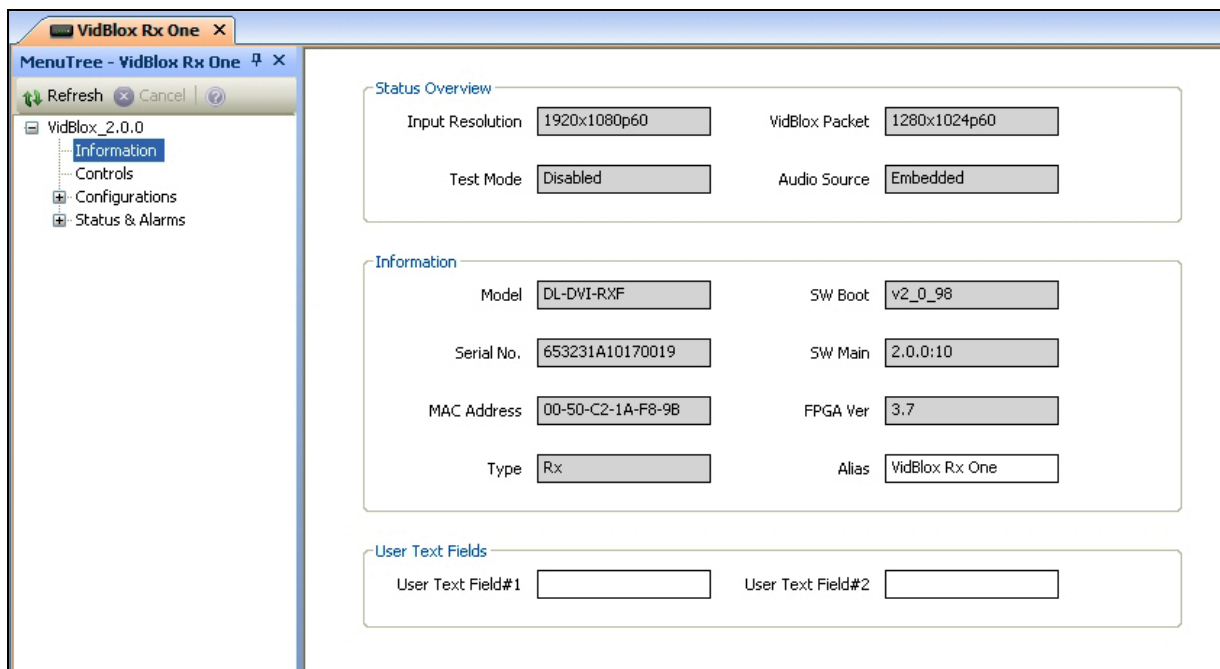 VidBlox Rx One
MenuTree - VidBlox Rx One
Refresh Cancel
VidBlox_2.0.0
Information
Controls
Configurations
Status & Alarms
Status Overview
Input Resolution 1920x1080p60 VidBlox Packet 1280x1024p60
Test Mode Disabled Audio Source Embedded
Information
Model DL-DVI-RXF SW Boot v2_0_98
Serial No. 653231A10170019 SW Main 2.0.0:10
MAC Address 00-50-C2-1A-F8-9B FPGA Ver 3.7
Type Rx Alias VidBlox Rx One
User Text Fields
User Text Field#1 User Text Field#2